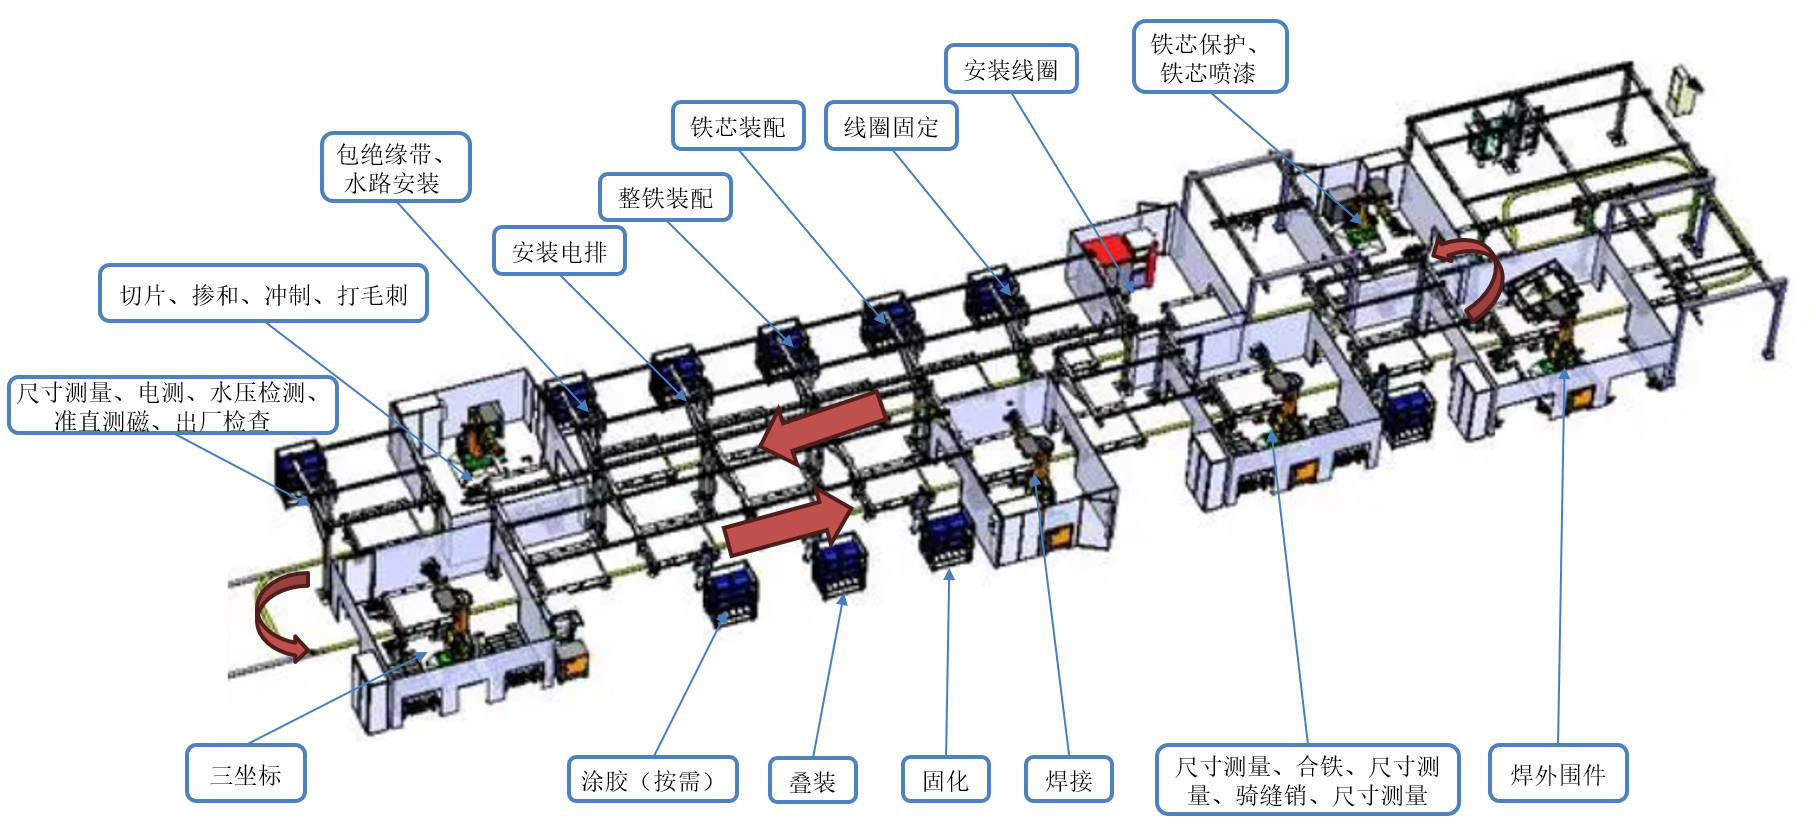 铁芯保护、
铁芯喷漆
安装线圈
铁芯装配
线圈固定
包绝缘带、
水路安装
整铁装配
安装电排
切片、掺和、冲制、打毛刺
尺寸测量、电测、水压检测、
准直测磁、出厂检查
三坐标
涂胶（按需）
叠装
固化
焊接
尺寸测量、合铁、尺寸测
量、骑缝销、尺寸测量
焊外围件